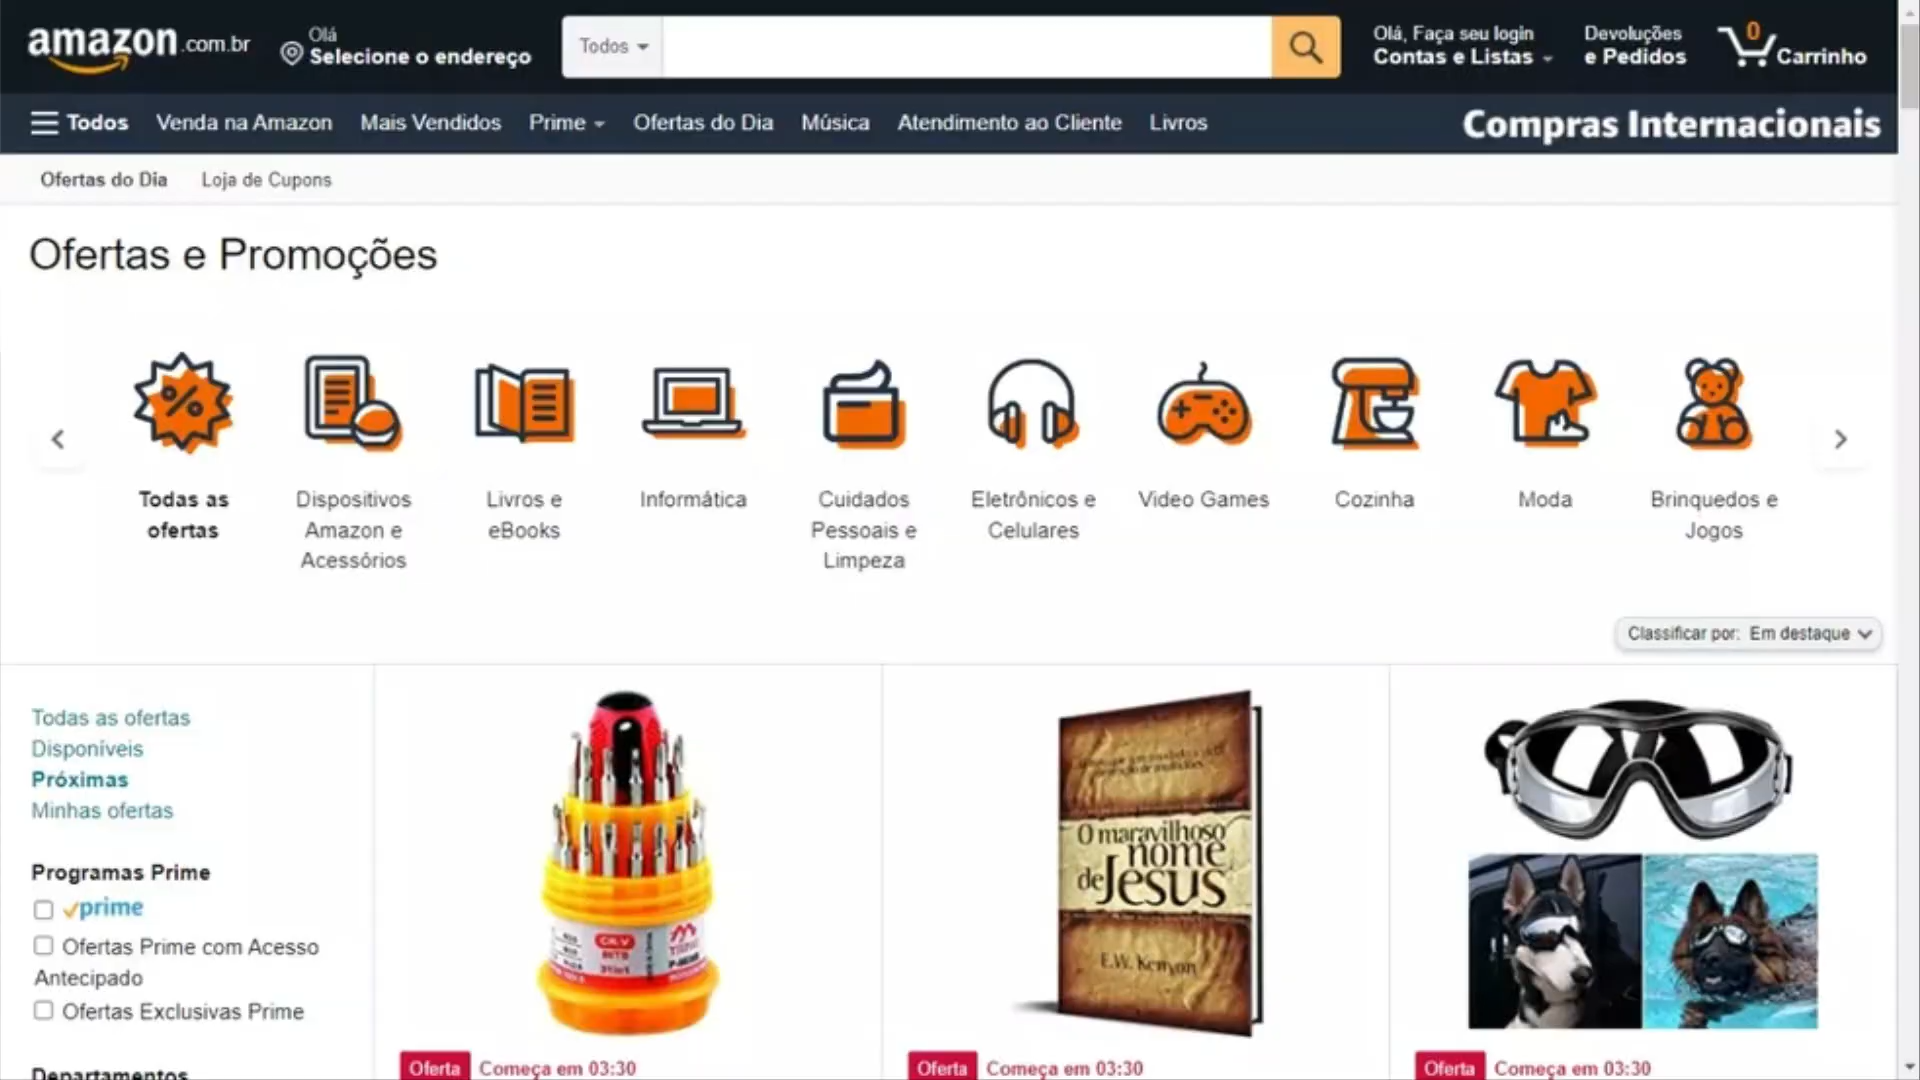 amazon.com.br
Olá
Selecione o endereço
Todos
Olá, Faça seu login
Contas e Listas
Devoluções
e Pedidos
0
Carrinho
Todos
Venda na Amazon
Mais Vendidos
Prime
Ofertas do Dia
Música
Atendimento ao Cliente
Livros
Compras Internacionais
Ofertas do Dia
Loja de Cupons
Ofertas e Promoções
Todas as
ofertas
Dispositivos
Amazon e
Acessórios
Livros e
eBooks
Informática
Cuidados
Pessoais e
Limpeza
Eletrônicos e
Celulares
Video Games
Cozinha
Moda
Brinquedos e
Jogos
Classificar por: Em destaque
Todas as ofertas
Disponíveis
Próximas
Minhas ofertas
Programas Prime
prime
Ofertas Prime com Acesso
Antecipado
Ofertas Exclusivas Prime
Departamentos
CR-V
O maravilhoso
nome
de Jesus
E.W. Kenyon
Oferta
Começa em 03:30
Oferta
Começa em 03:30
Oferta
Começa em 03:30